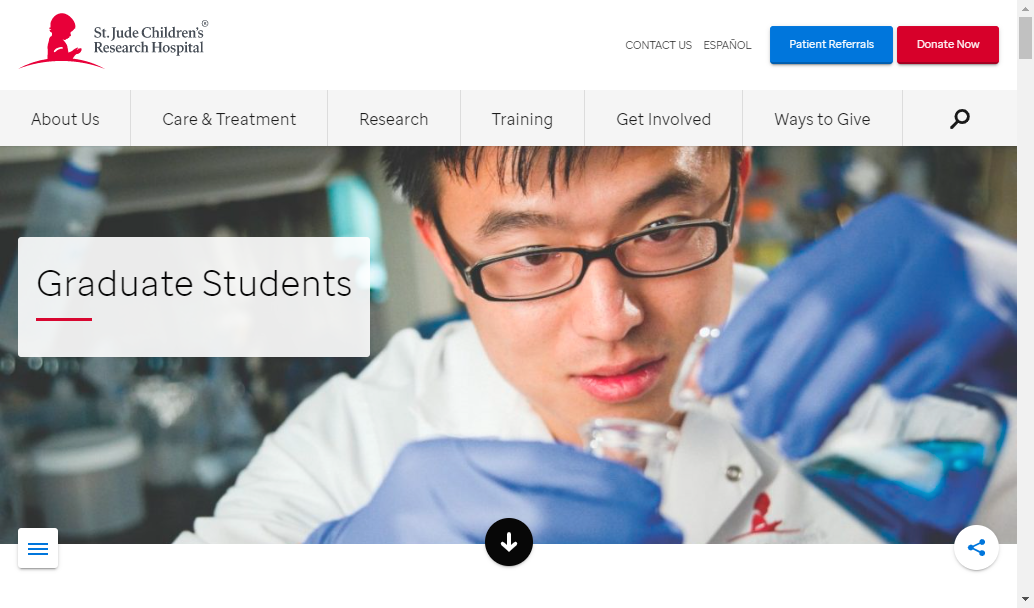 St. Jude Children's®
Research Hospital
CONTACT US
ESPAÑOL
Patient Referrals
Donate Now
About Us
Care & Treatment
Research
Training
Get Involved
Ways to Give
Graduate Students